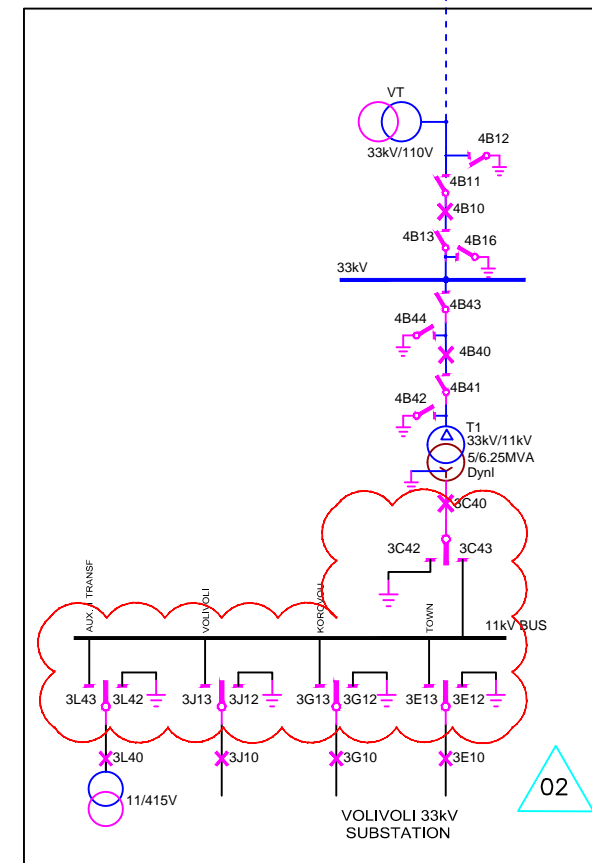 VT
33kV/110V
4B12
4B11
4B10
4B13
4B16
33kV
4B43
4B44
4B40
4B41
4B42
T1
33kV/11kV
5/6.25MVA
DynI
3C40
3C42
3C43
AUX. II TRANSF
VOLIVOLI
KOROVOU
TOWN
11kV BUS
3L43
3L42
3J13
3J12
3G13
3G12
3E13
3E12
3L40
3J10
3G10
3E10
11/415V
VOLIVOLI 33kV
SUBSTATION
02